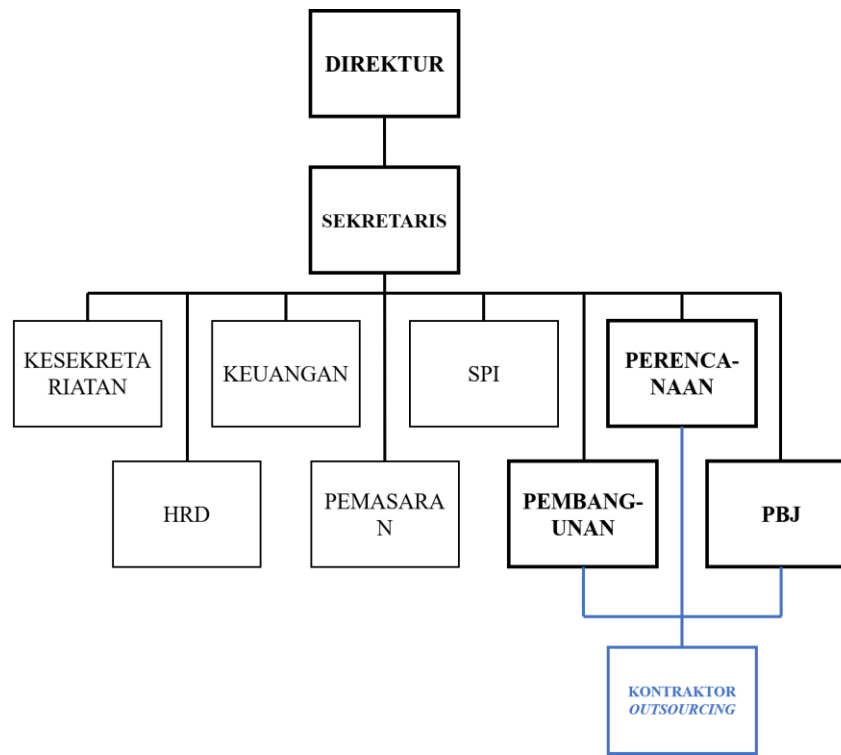 DIREKTUR
SEKRETARIS
KESEKRETA
RIATAN
KEUANGAN
SPI
PERENCA-
NAAN
HRD
PEMASARA
N
PEMBANG-
UNAN
PBJ
KONTRAKTOR
OUTSOURCING